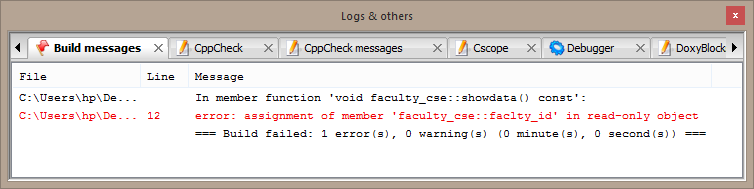 Logs & others
Build messages CppCheck CppCheck messages Cscope Debugger DoxyBlock
File Line Message
C:\Users\hp\De... In member function 'void faculty_cse::showdata() const':
C:\Users\hp\De... 12 error: assignment of member 'faculty_cse::faclty_id' in read-only object
=== Build failed: 1 error(s), 0 warning(s) (0 minute(s), 0 second(s)) ===